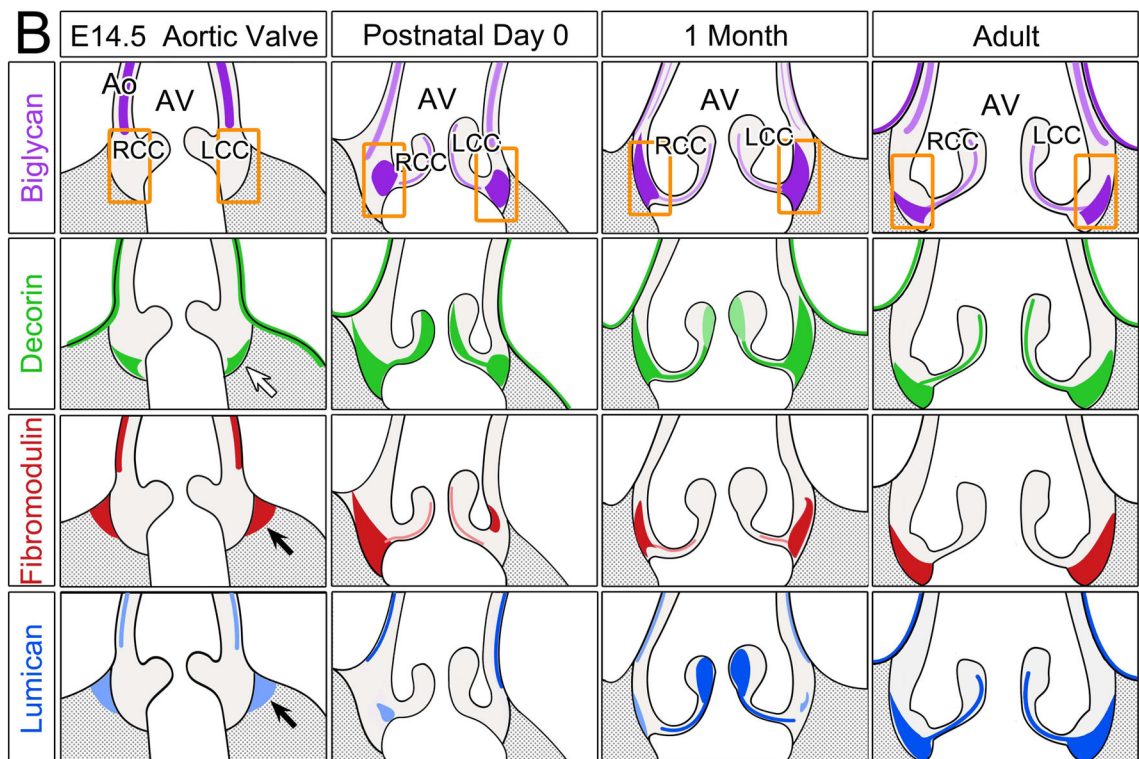 B
E14.5 Aortic Valve
Postnatal Day 0
1 Month
Adult
Biglycan
Ao
AV
RCC
LCC
AV
RCC
LCC
AV
RCC
LCC
AV
RCC
LCC
Decorin
Fibromodulin
Lumican